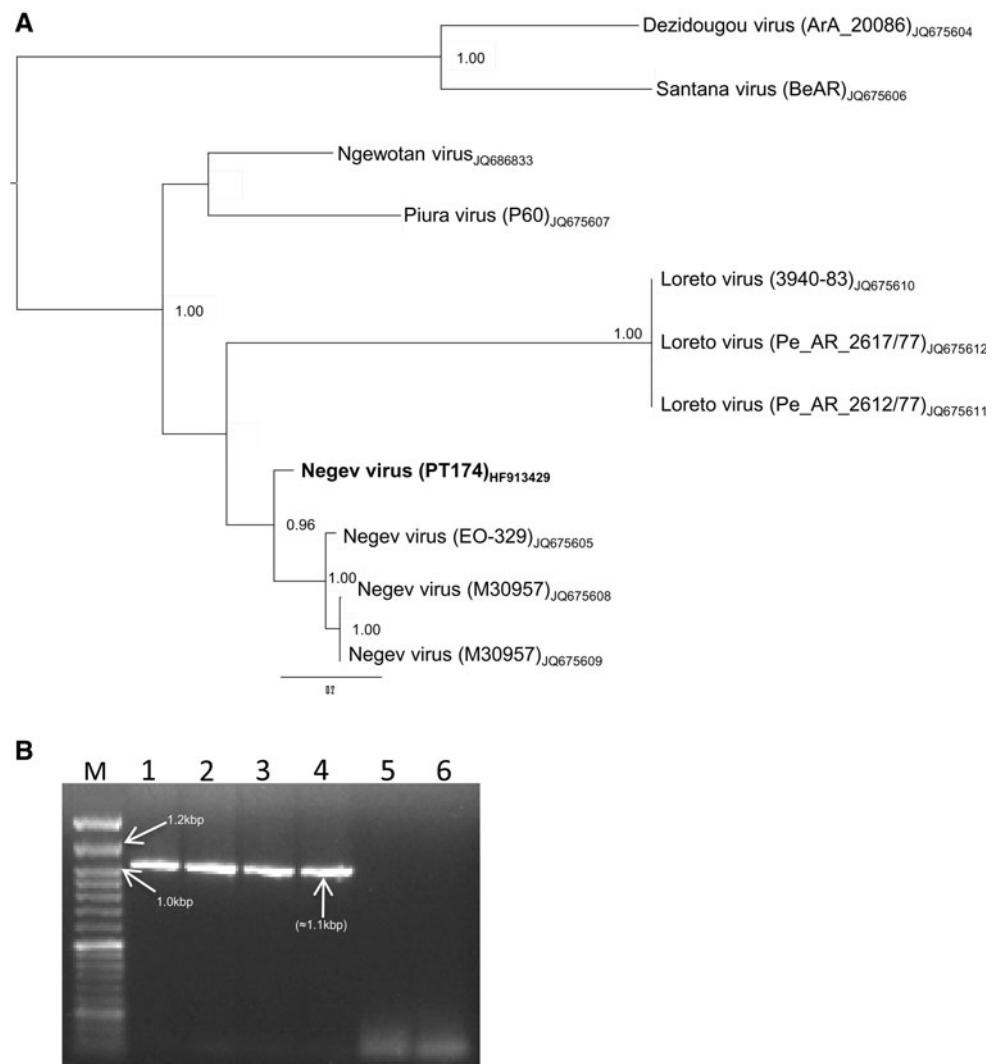 A
Dezidougou virus (ArA_20086)JQ675604
1.00
Santana virus (BeAR)JQ675606
Ngewotan virusJQ686833
Piura virus (P60)JQ675607
Loreto virus (3940-83)JQ675610
1.00
1.00
Loreto virus (Pe_AR_2617/77)JQ675612
Loreto virus (Pe_AR_2612/77)JQ675611
Negev virus (PT174)HF913429
0.96
Negev virus (EO-329)JQ675605
1.00
Negev virus (M30957)JQ675608
1.00
Negev virus (M30957)JQ675609
B
M 1 2 3 4 5 6
1.2kbp
1.0kbp
(≈1.1kbp)